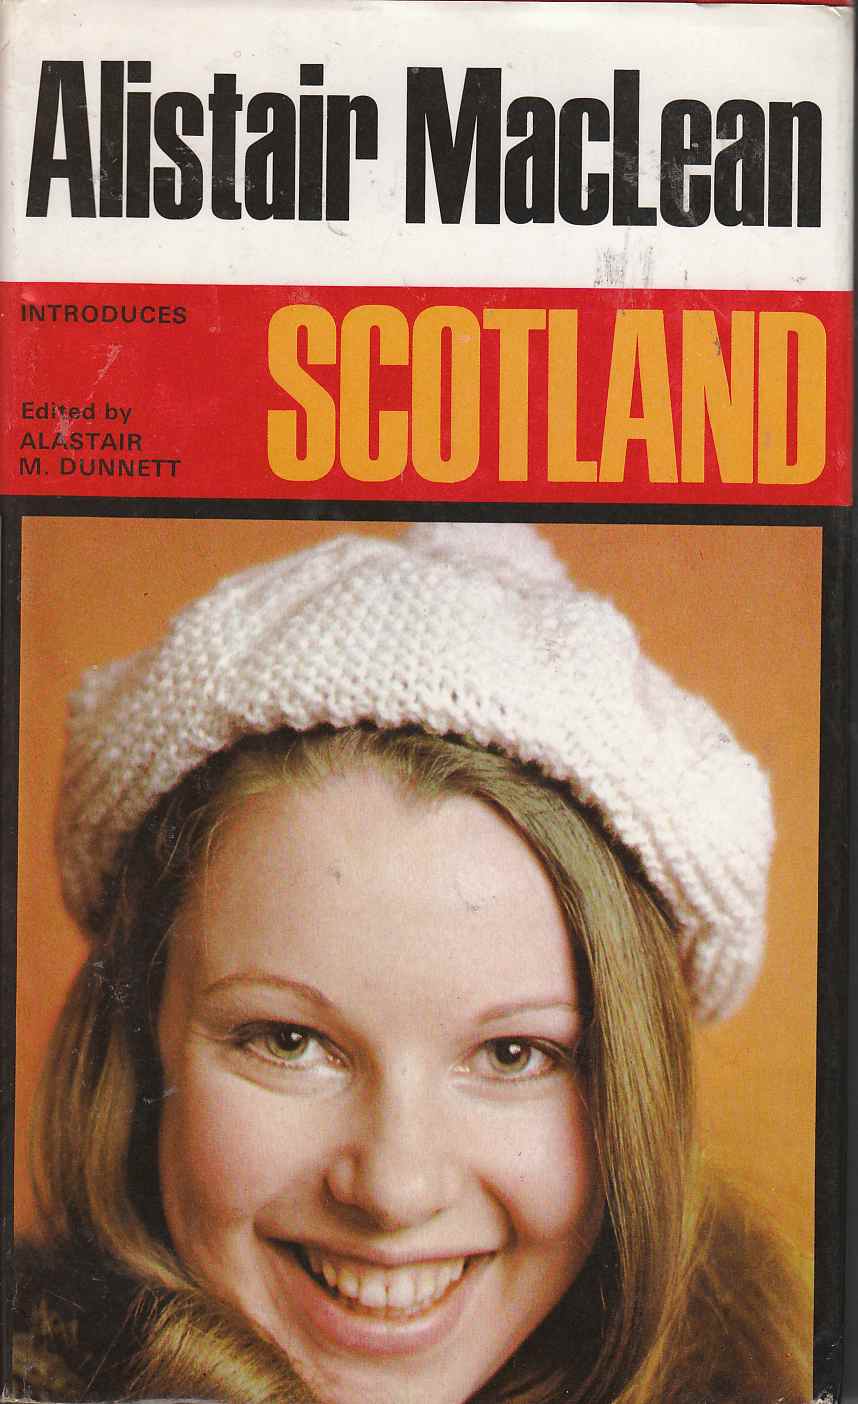 Alistair MacLean
INTRODUCES
SCOTLAND
Edited by
ALASTAIR
M. DUNNETT